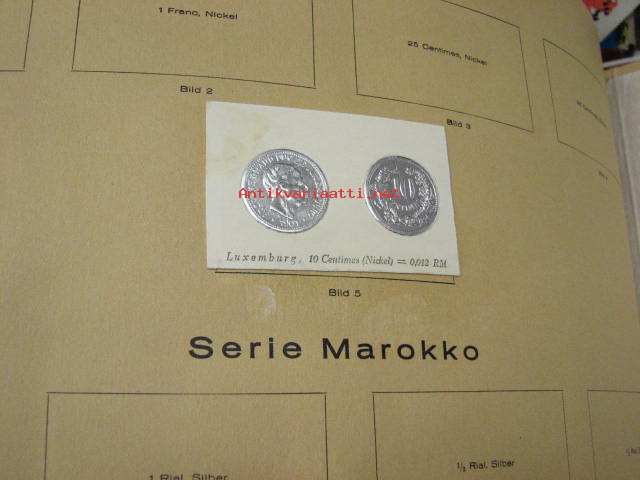 1 Franc, Nickel
25 Centimes, Nickel
Bild 2
Bild 3
Antikvariaatti.net
10
Luxemburg, 10 Centimes (Nickel) = 0,012 RM
Bild 5
Serie Marokko
1 Rial, Silber
½ Rial, Silber